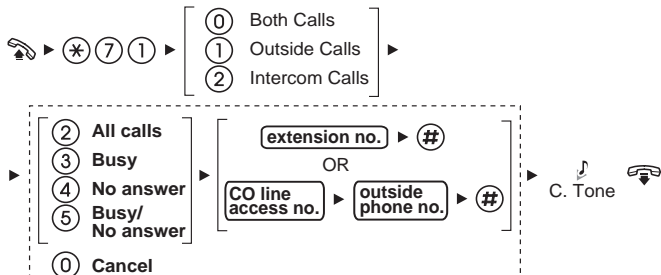 0 Both Calls
* 7 1
1 Outside Calls
2 Intercom Calls
2 All calls
3 Busy
4 No answer
5 Busy/
No answer
0 Cancel
extension no. #
OR
CO line
access no.
outside
phone no.
#
C. Tone